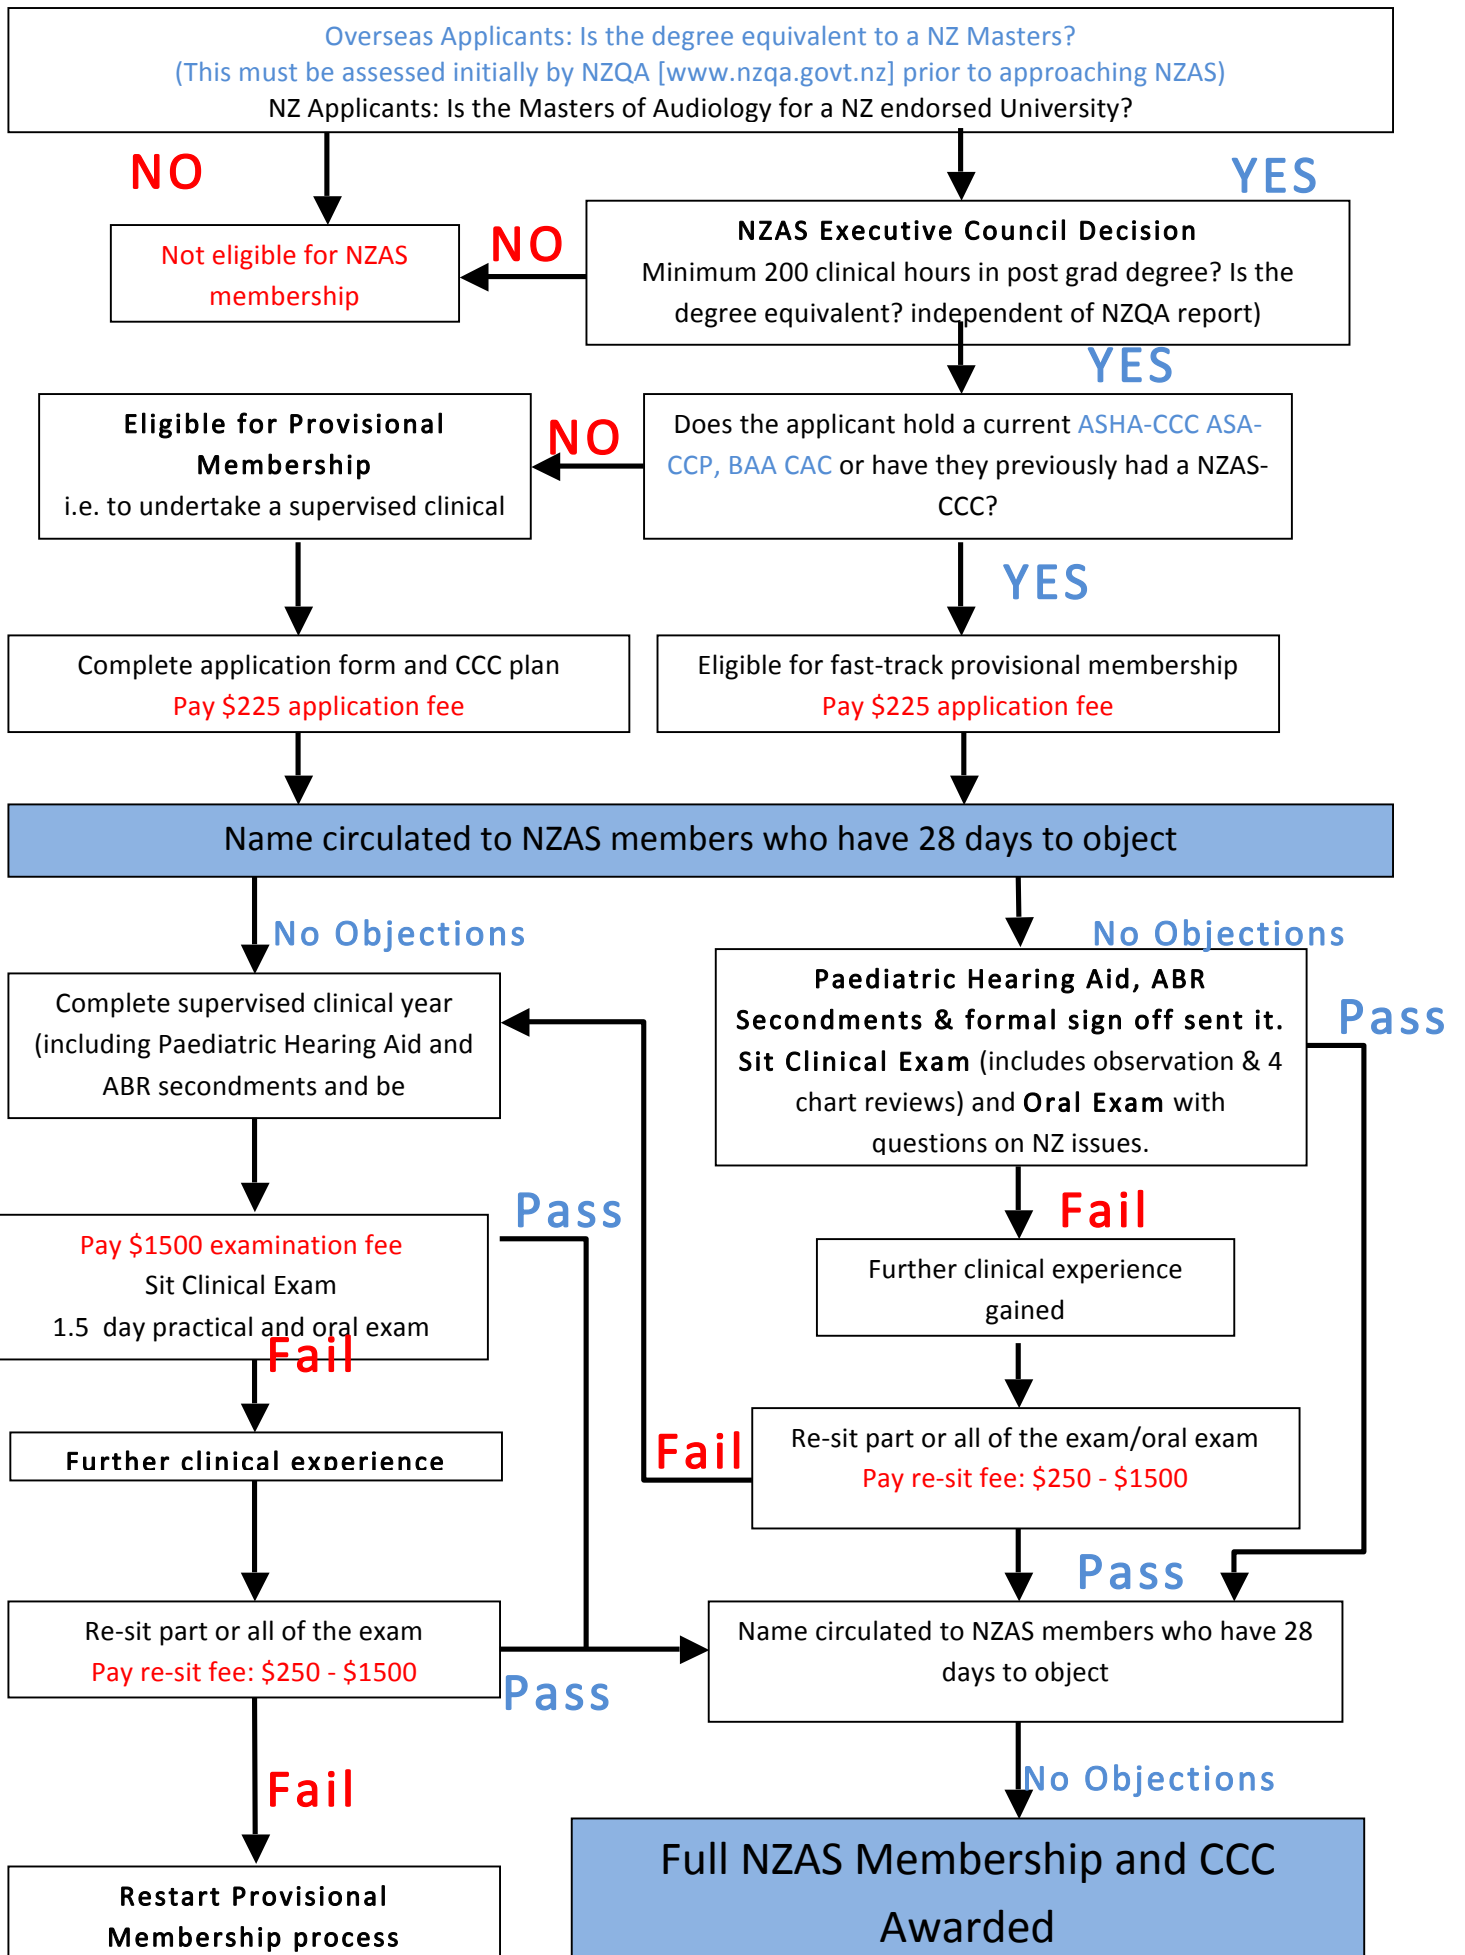 Overseas Applicants: Is the degree equivalent to a NZ Masters?
(This must be assessed initially by NZQA [www.nzqa.govt.nz] prior to approaching NZAS)
NZ Applicants: Is the Masters of Audiology for a NZ endorsed University?
NO
YES
Not eligible for NZAS
membership
NO
NZAS Executive Council Decision
Minimum 200 clinical hours in post grad degree? Is the
degree equivalent? independent of NZQA report)
YES
Eligible for Provisional
Membership
i.e. to undertake a supervised clinical
NO
Does the applicant hold a current ASHA-CCC ASA-
CCP, BAA CAC or have they previously had a NZAS-
CCC?
YES
Complete application form and CCC plan
Pay $225 application fee
Eligible for fast-track provisional membership
Pay $225 application fee
Name circulated to NZAS members who have 28 days to object
No Objections
No Objections
Complete supervised clinical year
(including Paediatric Hearing Aid and
ABR secondments and be
Paediatric Hearing Aid, ABR
Secondments & formal sign off sent it.
Sit Clinical Exam (includes observation & 4
chart reviews) and Oral Exam with
questions on NZ issues.
Pass
Pass
Fail
Pay $1500 examination fee
Sit Clinical Exam
1.5 day practical and oral exam
Fail
Further clinical experience
gained
Further clinical experience
Fail
Re-sit part or all of the exam/oral exam
Pay re-sit fee: $250 - $1500
Pass
Re-sit part or all of the exam
Pay re-sit fee: $250 - $1500
Pass
Name circulated to NZAS members who have 28
days to object
Fail
No Objections
Restart Provisional
Membership process
Full NZAS Membership and CCC
Awarded